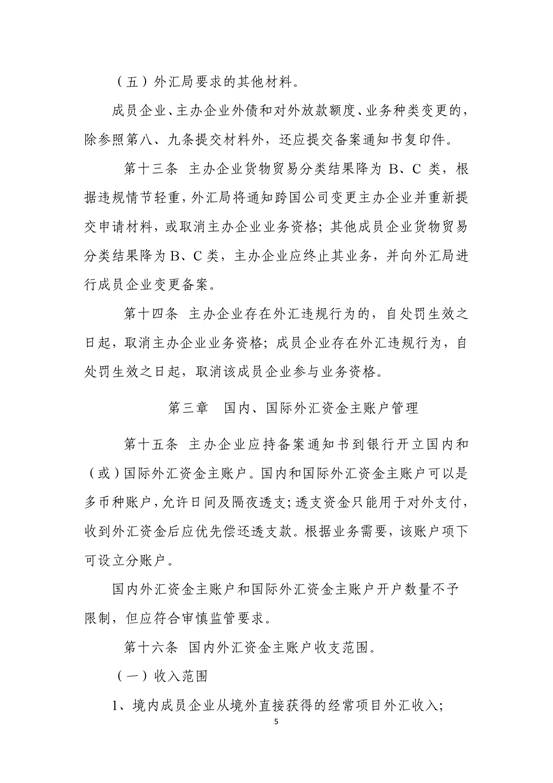 （五）外汇局要求的其他材料。
成员企业、主办企业外债和对外放款额度、业务种类变更的，
除参照第八、九条提交材料外，还应提交备案通知书复印件。
第十三条 主办企业货物贸易分类结果降为 B、C 类，根
据违规情节轻重，外汇局将通知跨国公司变更主办企业并重新提
交申请材料，或取消主办企业业务资格；其他成员企业货物贸易
分类结果降为 B、C 类，主办企业应终止其业务，并向外汇局进
行成员企业变更备案。
第十四条 主办企业存在外汇违规行为的，自处罚生效之
日起，取消主办企业业务资格；成员企业存在外汇违规行为，自
处罚生效之日起，取消该成员企业参与业务资格。
第三章 国内、国际外汇资金主账户管理
第十五条 主办企业应持备案通知书到银行开立国内和
（或）国际外汇资金主账户。国内和国际外汇资金主账户可以是
多币种账户，允许日间及隔夜透支；透支资金只能用于对外支付，
收到外汇资金后应优先偿还透支款。根据业务需要，该账户项下
可设立分账户。
国内外汇资金主账户和国际外汇资金主账户开户数量不予
限制，但应符合审慎监管要求。
第十六条 国内外汇资金主账户收支范围。
（一）收入范围
1、境内成员企业从境外直接获得的经常项目外汇收入；
5